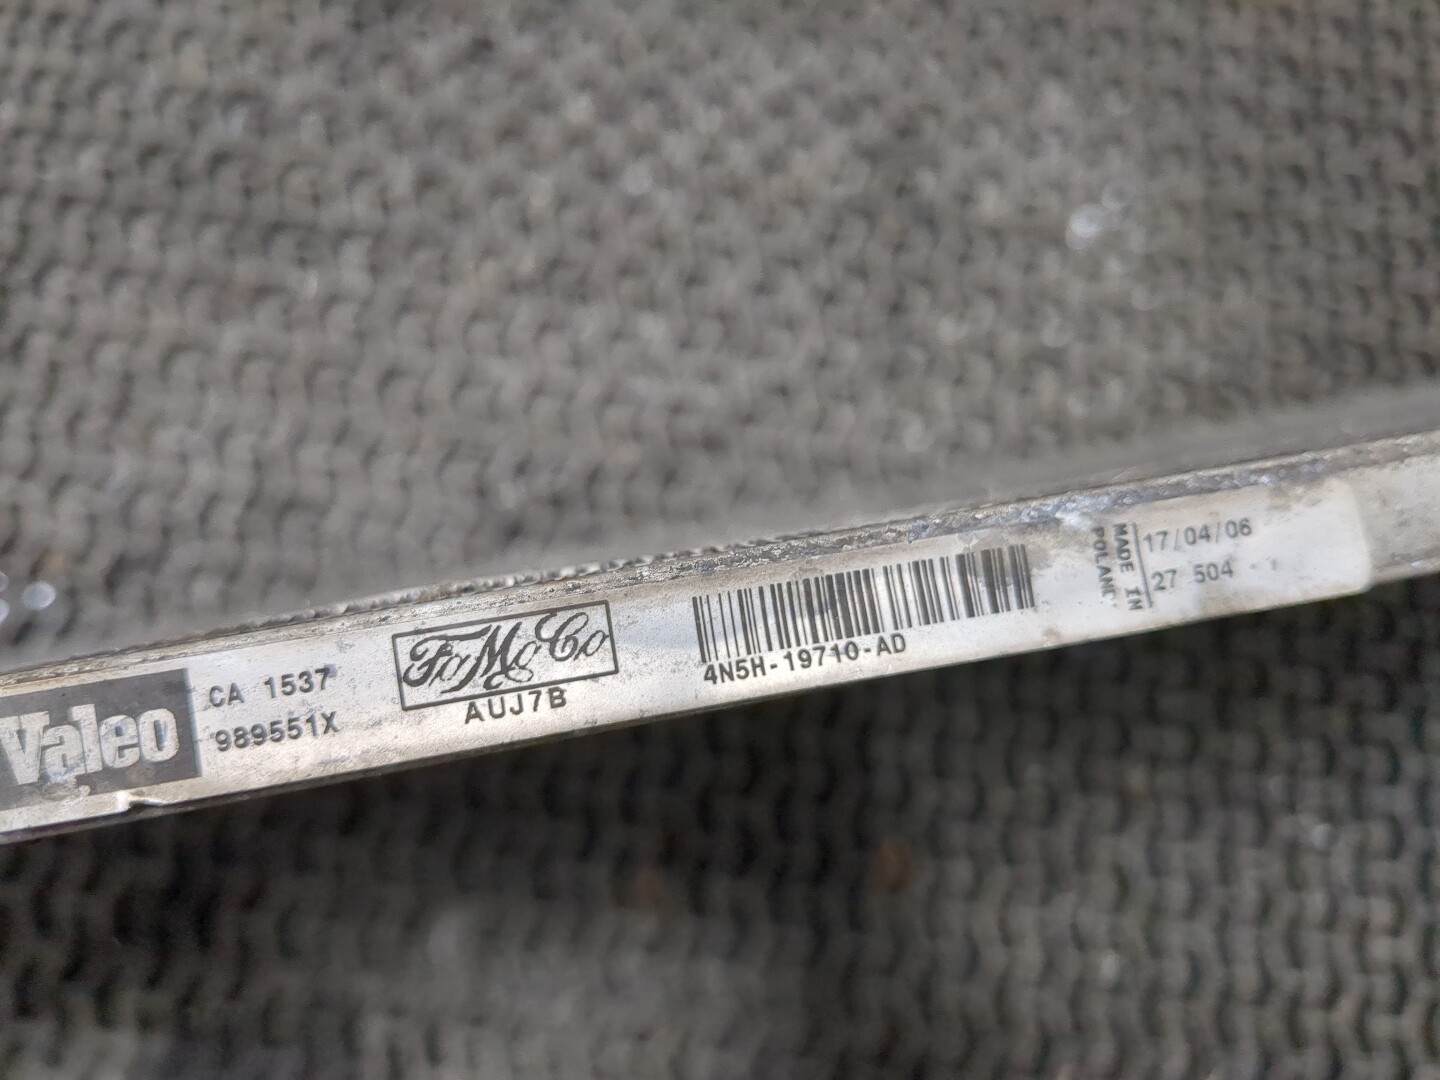 Valeo
CA 1537
989551X
FoMoCo
AUJ7B
4N5H-19710-AD
MADE IN
POLAND
17/04/06
27 504